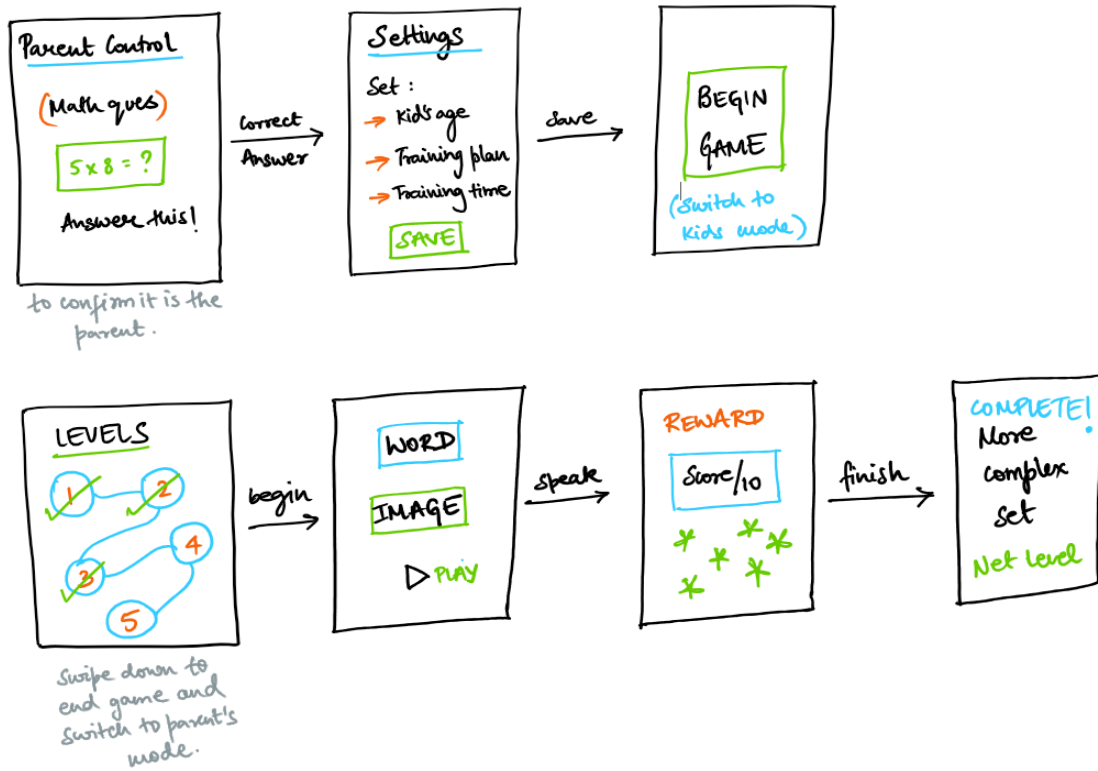 Parent Control
(Math ques)
5 x 8 = ?
Answer this!
to confirm it is the
parent.
correct
Answer
Settings
Set :
→ Kid's age
→ Training plan
→ Training time
SAVE
save
BEGIN
GAME
(Switch to
Kids mode)
LEVELS
1
2
3
4
5
Swipe down to
end game and
switch to parent's
mode.
begin
WORD
IMAGE
PLAY
speak
REWARD
Score/10
finish
COMPLETE!
More
complex
set
Net level